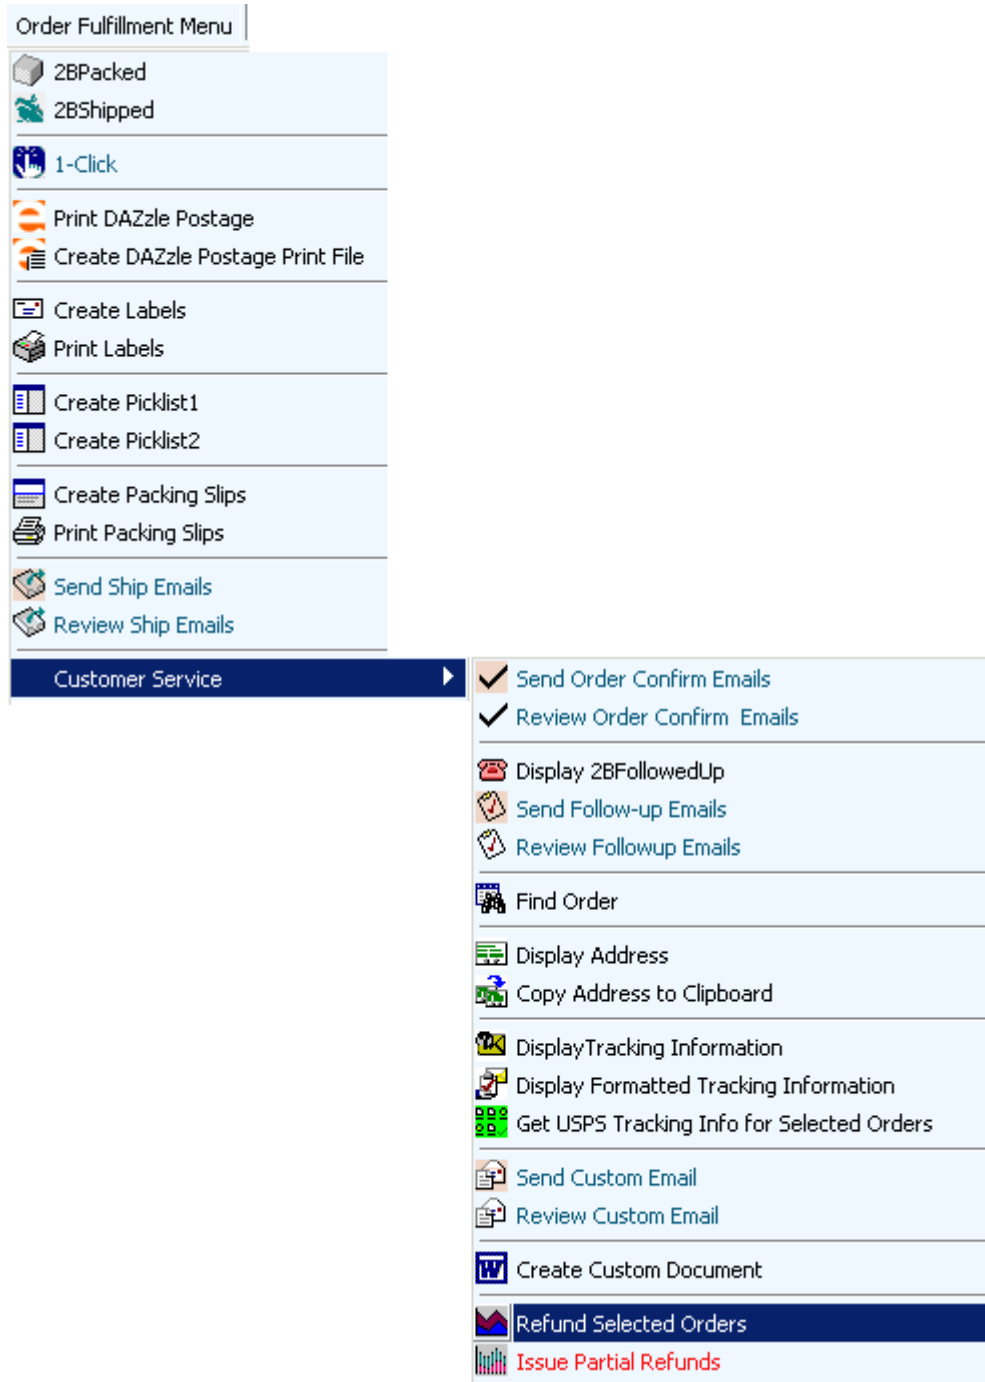 Order Fulfillment Menu
2BPacked
2BShipped
1-Click
Print DAZzle Postage
Create DAZzle Postage Print File
Create Labels
Print Labels
Create Picklist1
Create Picklist2
Create Packing Slips
Print Packing Slips
Send Ship Emails
Review Ship Emails
Customer Service
Send Order Confirm Emails
Review Order Confirm  Emails
Display 2BFollowedUp
Send Follow-up Emails
Review Followup Emails
Find Order
Display Address
Copy Address to Clipboard
DisplayTracking Information
Display Formatted Tracking Information
Get USPS Tracking Info for Selected Orders
Send Custom Email
Review Custom Email
Create Custom Document
Refund Selected Orders
Issue Partial Refunds